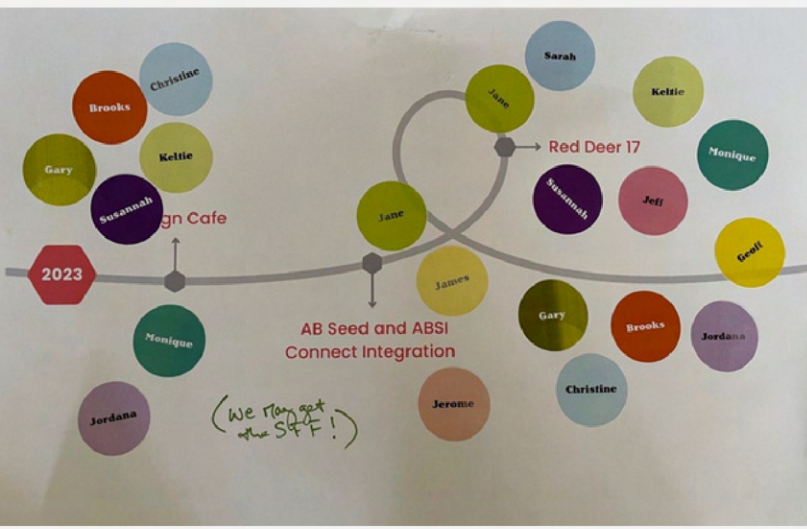 Christine
Brooks
Keltie
Gary
Susannah
gn Cafe
2023
Monique
Jordana
Jane
AB Seed and ABSI
Connect Integration
(We may get
the SFF!)
James
Jerome
Jane
Sarah
Red Deer 17
Keltie
Monique
Susannah
Jeff
Geoff
Gary
Brooks
Jordana
Christine